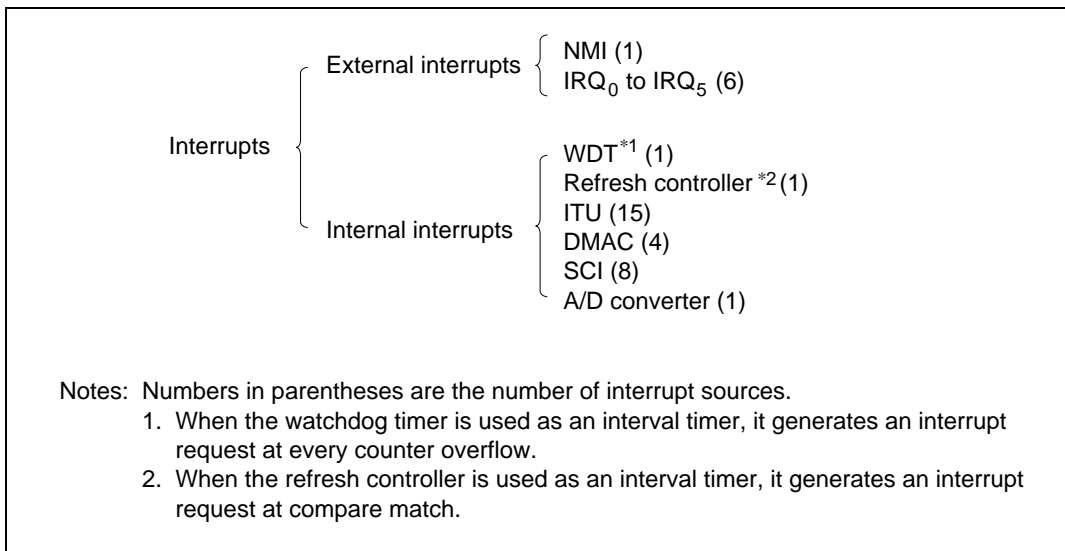 Interrupts
External interrupts
NMI (1)
IRQ0 to IRQ5 (6)
Internal interrupts
WDT*1 (1)
Refresh controller *2 (1)
ITU (15)
DMAC (4)
SCI (8)
A/D converter (1)
Notes: Numbers in parentheses are the number of interrupt sources.
1. When the watchdog timer is used as an interval timer, it generates an interrupt
request at every counter overflow.
2. When the refresh controller is used as an interval timer, it generates an interrupt
request at compare match.